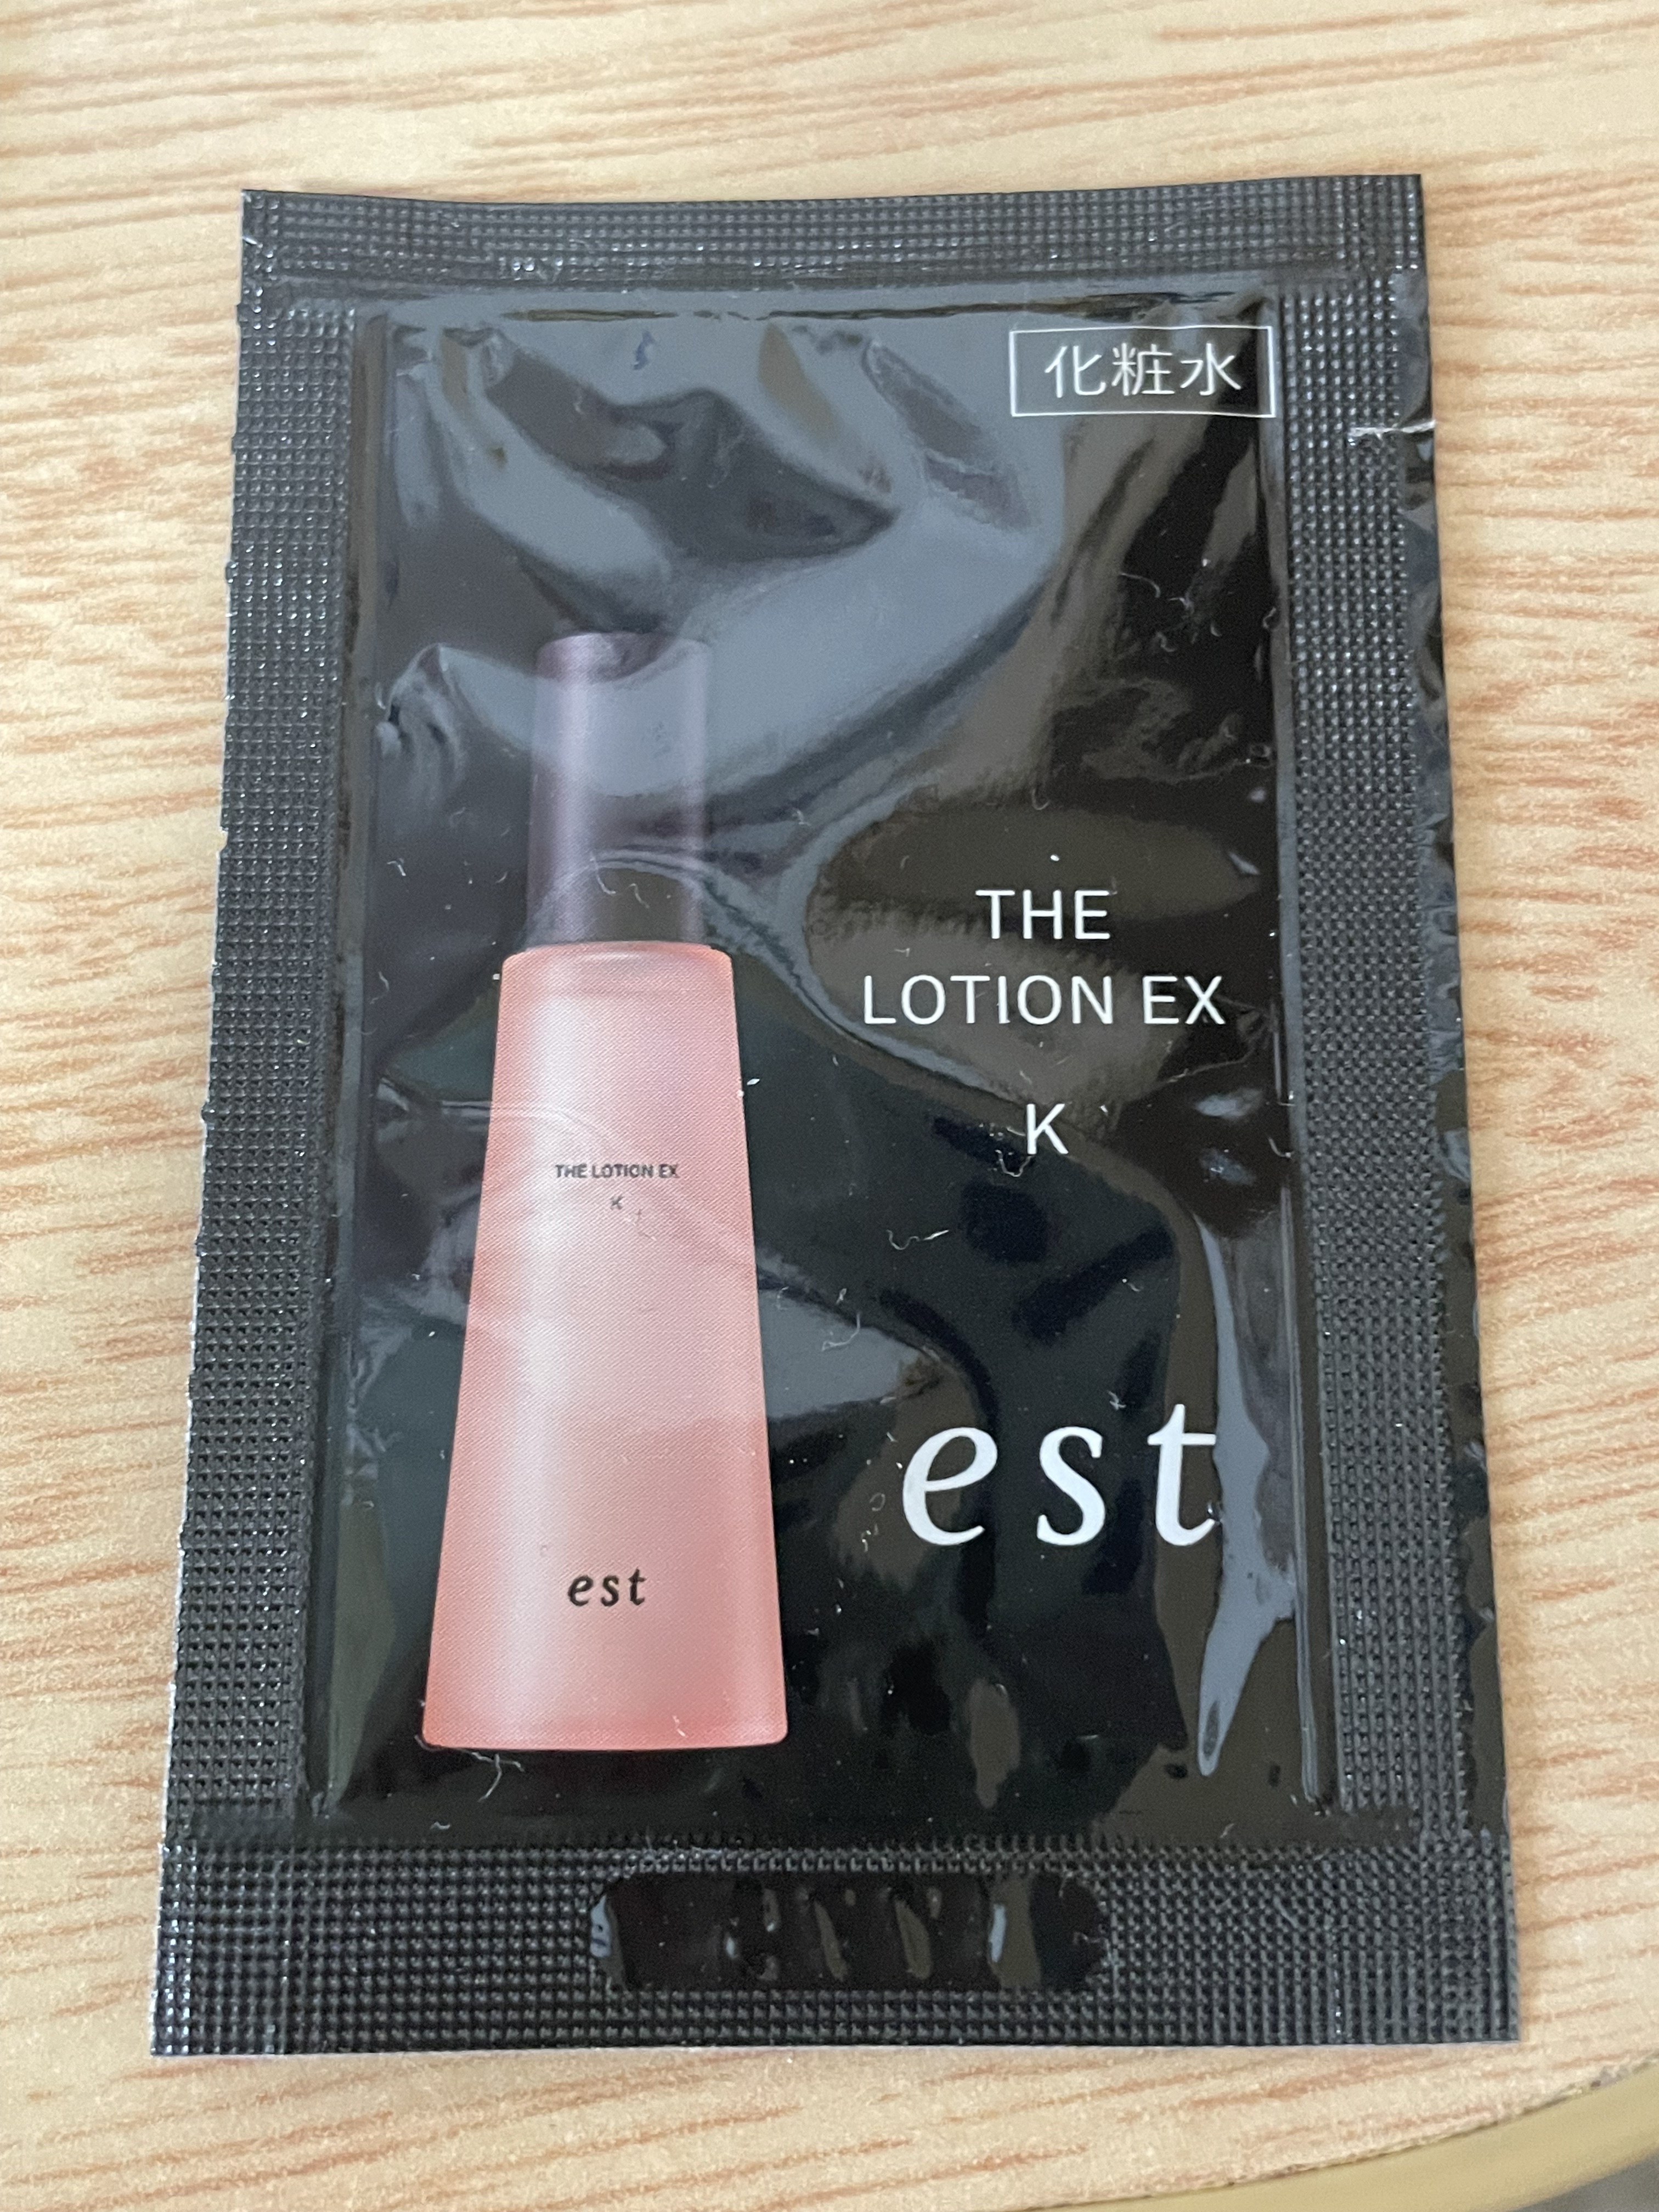 化粧水
THE
LOTION EX
K
est
THE LOTION EX
K
est